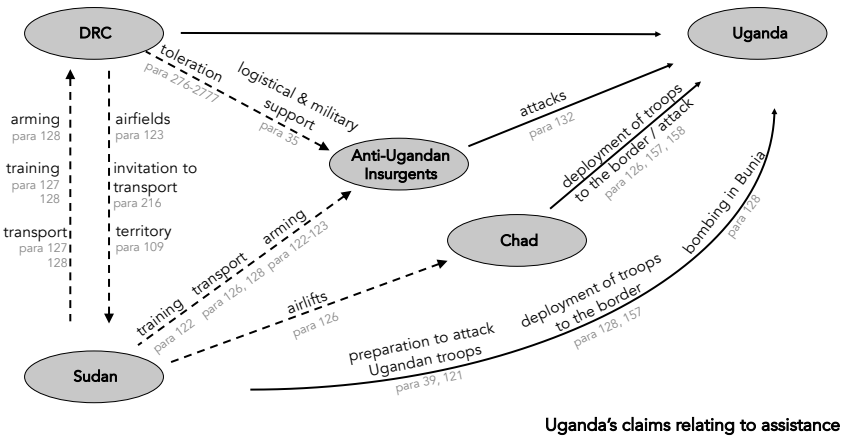 DRC
Uganda
toleration
para 276-2777
logistical & military
support
para 35
arming
para 128
training
para 127
128
transport
para 127
128
airfields
para 123
invitation to
transport
para 216
territory
para 109
Anti-Ugandan
Insurgents
attacks
para 132
deployment of troops
to the border / attack
para 126, 157, 158
Chad
training
para 122
transport
para 126, 128
arming
para 122-123
airlifts
para 126
Sudan
preparation to attack
Ugandan troops
para 39, 121
deployment of troops
to the border
para 128, 157
bombing in Bunia
para 128
Uganda's claims relating to assistance